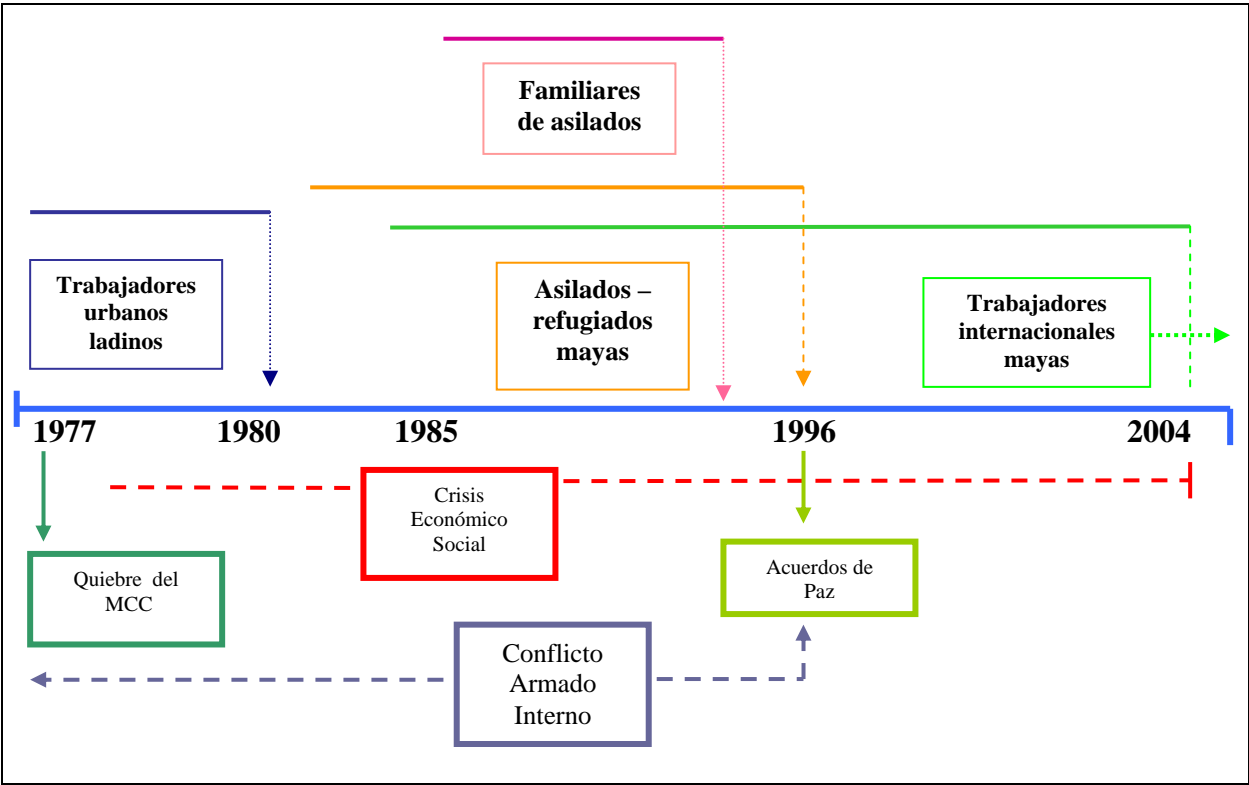 Familiares
de asilados
Trabajadores
urbanos
ladinos
Asilados –
refugiados
mayas
Trabajadores
internacionales
mayas
1977 1980 1985 1996 2004
Crisis
Económico
Social
Quiebre del
MCC
Acuerdos de
Paz
Conflicto
Armado
Interno